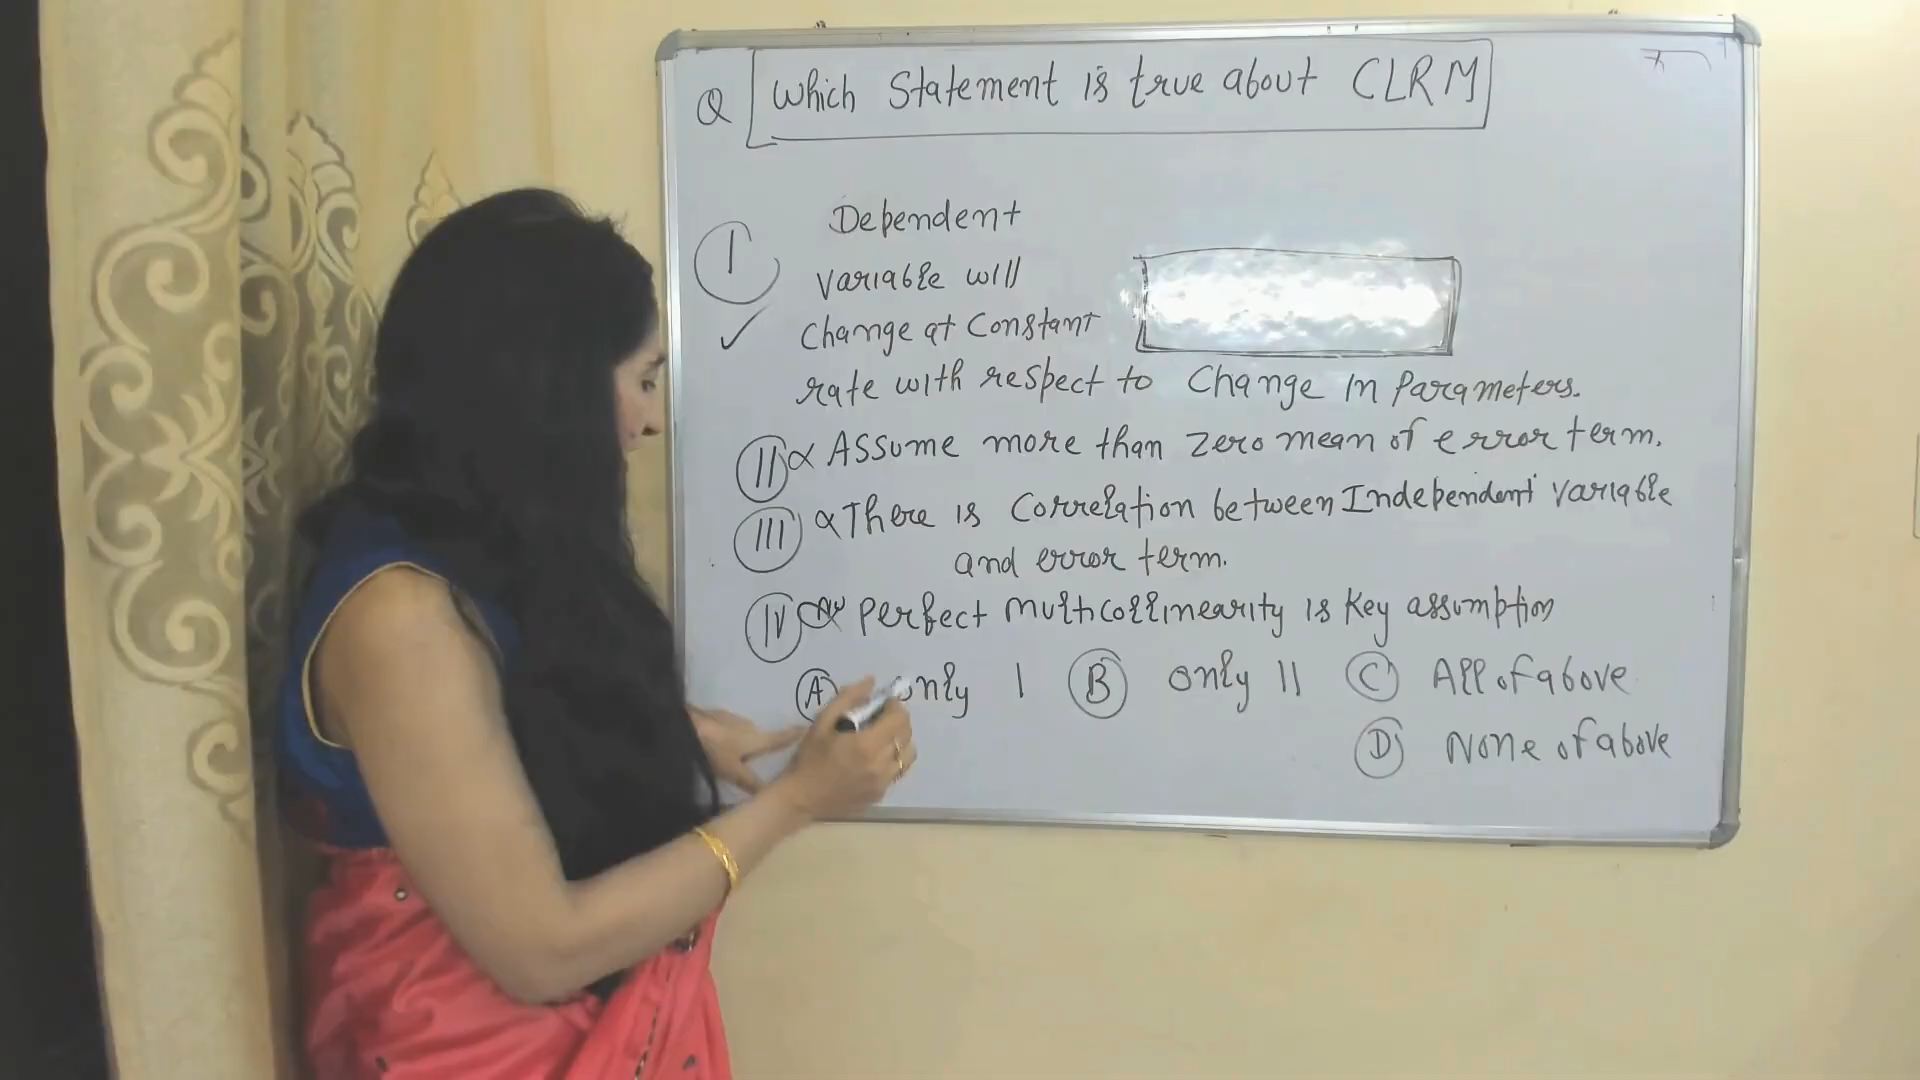 Q Which Statement is true about CLRM
I Dependent
variable will
Change at Constant
rate with respect to Change in Parameters.
II Assume more than zero mean of error term.
III There is Correlation between Independent variable
and error term.
IV Perfect multicollinearity is key assumption
A only I B only II C All of above
D None of above